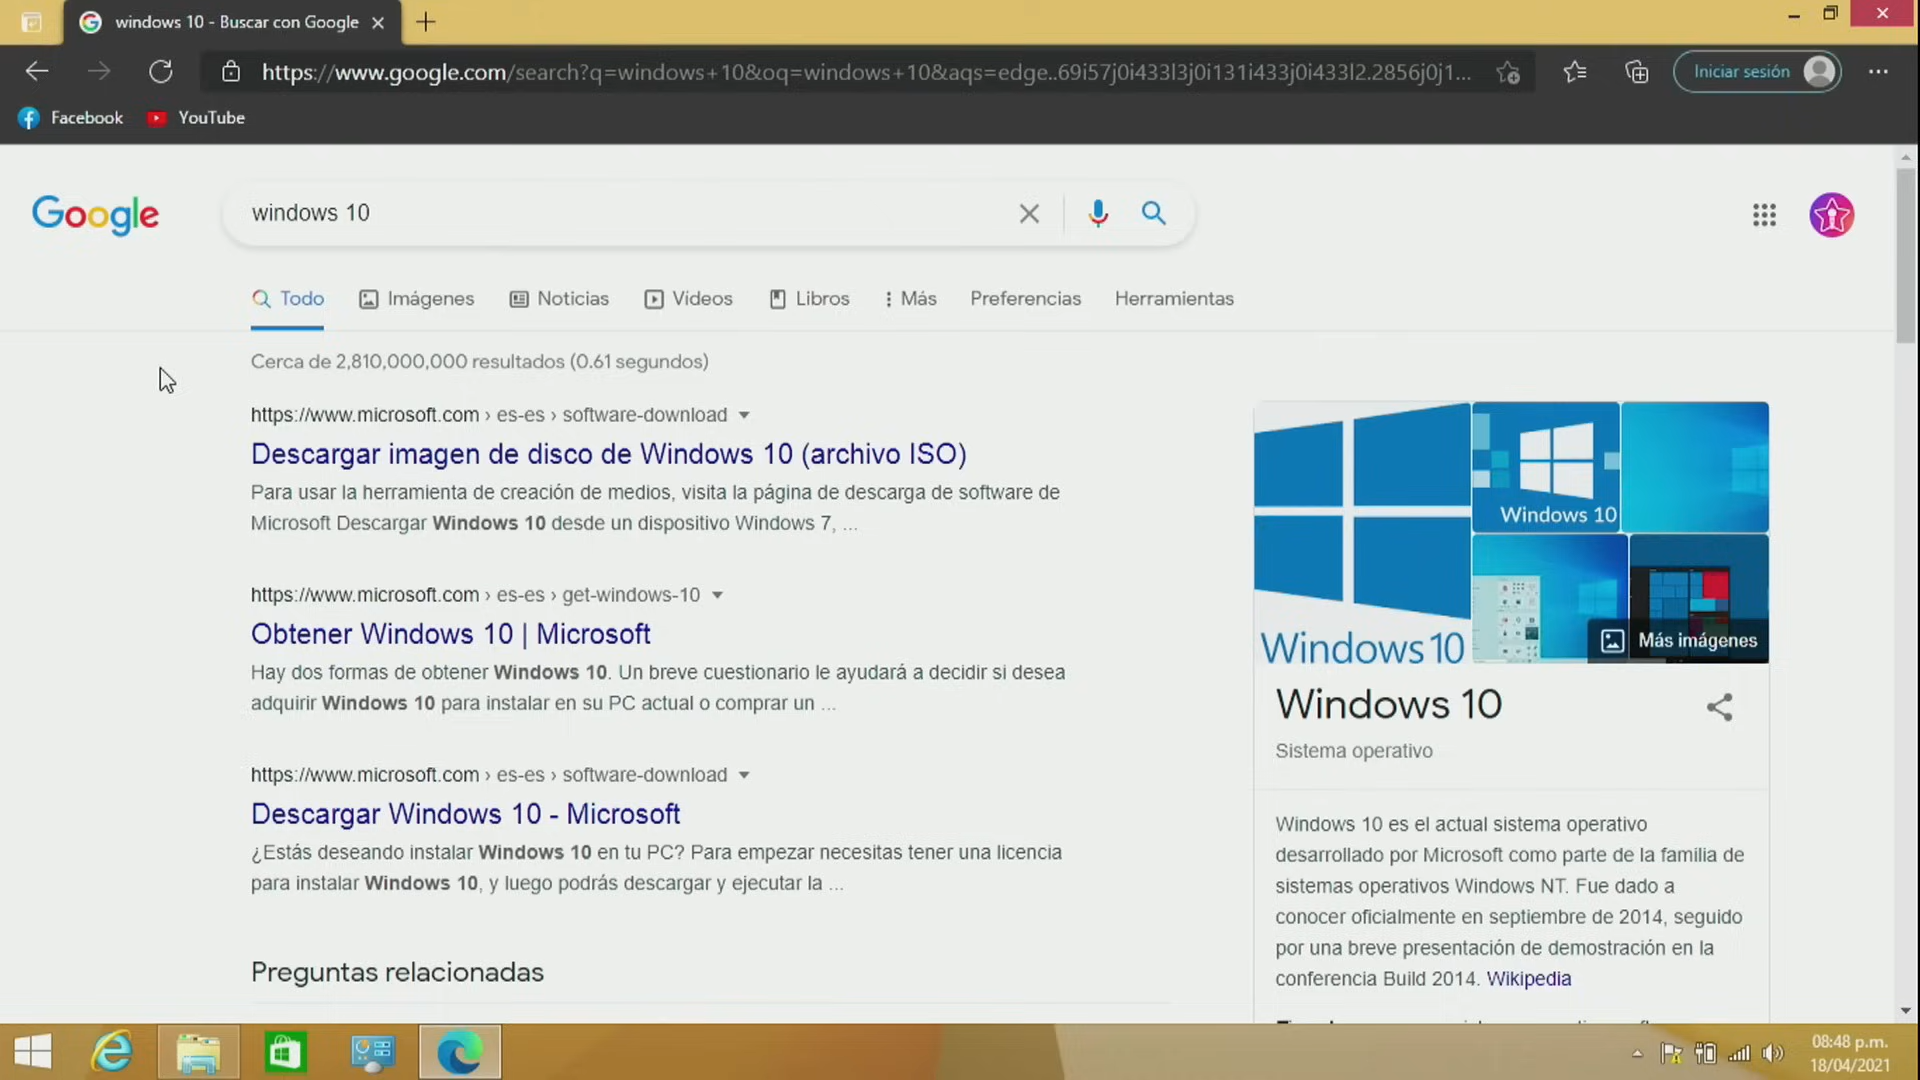 windows 10 - Buscar con Google
https://www.google.com/search?q=windows+10&oq=windows+10&aqs=edge..69i57j0i433l3j0i131i433j0i433l2.2856j0j1...
Iniciar sesión
Facebook
YouTube
Google
windows 10
Todo
Imágenes
Noticias
Vídeos
Libros
Más
Preferencias
Herramientas
Cerca de 2,810,000,000 resultados (0.61 segundos)
https://www.microsoft.com › es-es › software-download
Descargar imagen de disco de Windows 10 (archivo ISO)
Para usar la herramienta de creación de medios, visita la página de descarga de software de
Microsoft Descargar Windows 10 desde un dispositivo Windows 7, ...
https://www.microsoft.com › es-es › get-windows-10
Obtener Windows 10 | Microsoft
Hay dos formas de obtener Windows 10. Un breve cuestionario le ayudará a decidir si desea
adquirir Windows 10 para instalar en su PC actual o comprar un ...
https://www.microsoft.com › es-es › software-download
Descargar Windows 10 - Microsoft
¿Estás deseando instalar Windows 10 en tu PC? Para empezar necesitas tener una licencia
para instalar Windows 10, y luego podrás descargar y ejecutar la ...
Preguntas relacionadas
Windows 10
Windows 10
Más imágenes
Windows 10
Sistema operativo
Windows 10 es el actual sistema operativo
desarrollado por Microsoft como parte de la familia de
sistemas operativos Windows NT. Fue dado a
conocer oficialmente en septiembre de 2014, seguido
por una breve presentación de demostración en la
conferencia Build 2014. Wikipedia
08:48 p.m.
18/04/2021